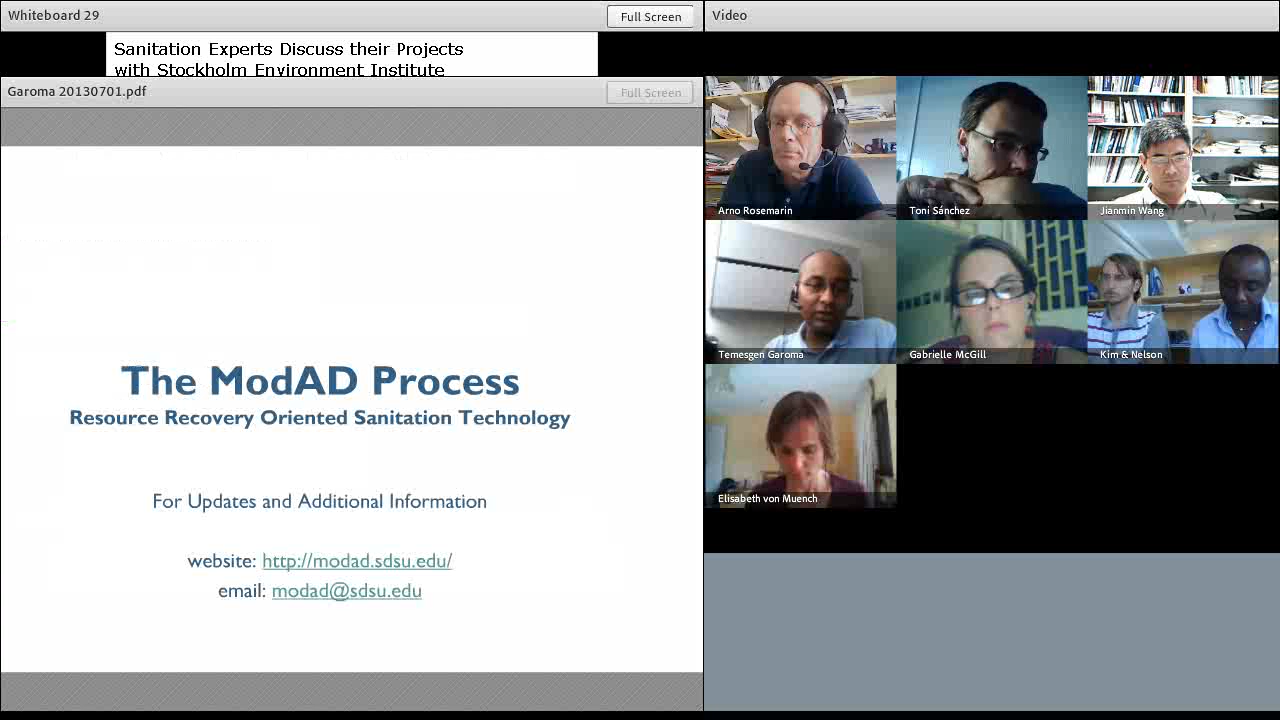 Whiteboard 29
Full Screen
Video
Sanitation Experts Discuss their Projects
with Stockholm Environment Institute
Garoma 20130701.pdf
Full Screen
The ModAD Process
Resource Recovery Oriented Sanitation Technology
For Updates and Additional Information
website: http://modad.sdsu.edu/
email: modad@sdsu.edu
Arno Rosemarin
Toni Sánchez
Jianmin Wang
Temesgen Garoma
Gabrielle McGill
Kim & Nelson
Elisabeth von Muench